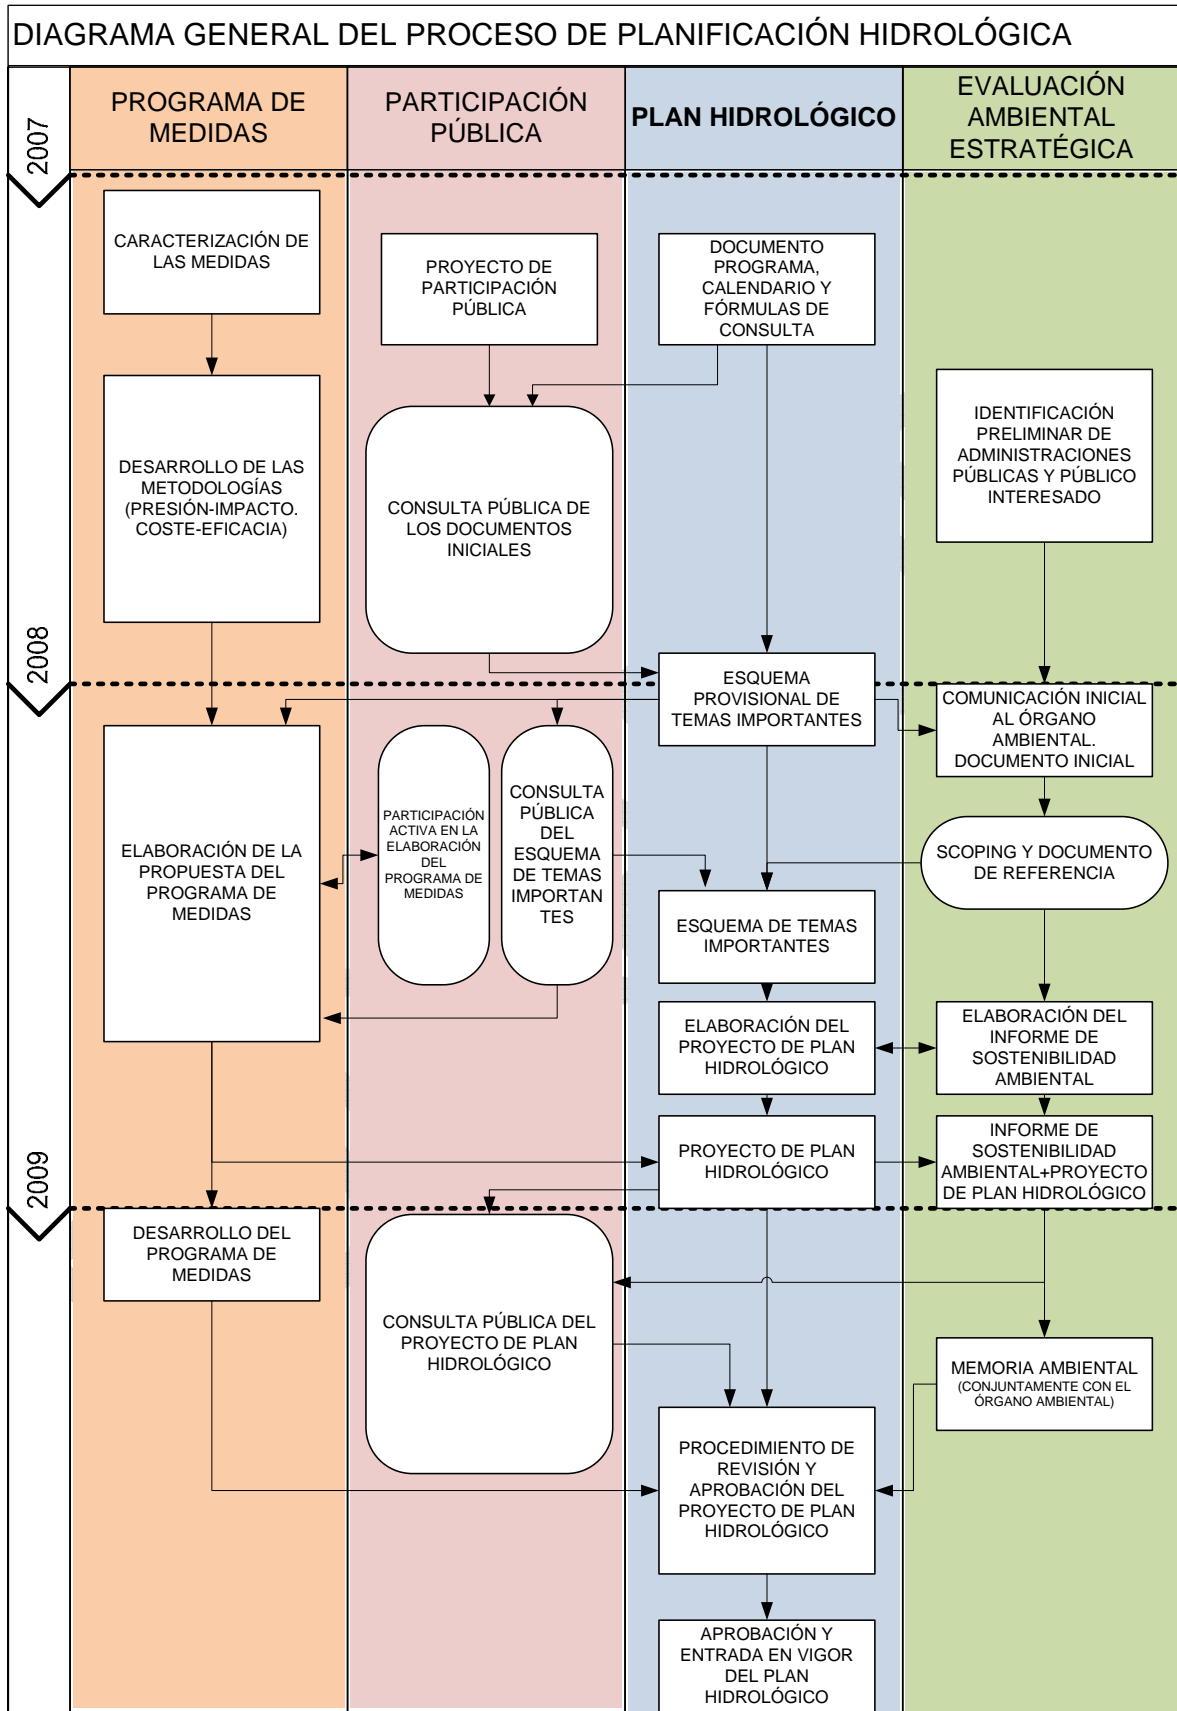 DIAGRAMA GENERAL DEL PROCESO DE PLANIFICACIÓN HIDROLÓGICA
PROGRAMA DE
MEDIDAS
PARTICIPACIÓN
PÚBLICA
PLAN HIDROLÓGICO
EVALUACIÓN
AMBIENTAL
ESTRATÉGICA
2007
CARACTERIZACIÓN DE
LAS MEDIDAS
PROYECTO DE
PARTICIPACIÓN
PÚBLICA
DOCUMENTO
PROGRAMA,
CALENDARIO Y
FÓRMULAS DE
CONSULTA
IDENTIFICACIÓN
PRELIMINAR DE
ADMINISTRACIONES
PÚBLICAS Y PÚBLICO
INTERESADO
DESARROLLO DE LAS
METODOLOGÍAS
(PRESIÓN-IMPACTO.
COSTE-EFICACIA)
CONSULTA PÚBLICA DE
LOS DOCUMENTOS
INICIALES
2008
ESQUEMA
PROVISIONAL DE
TEMAS IMPORTANTES
COMUNICACIÓN INICIAL
AL ÓRGANO
AMBIENTAL.
DOCUMENTO INICIAL
ELABORACIÓN DE LA
PROPUESTA DEL
PROGRAMA DE
MEDIDAS
PARTICIPACIÓN
ACTIVA EN LA
ELABORACIÓN
DEL
PROGRAMA DE
MEDIDAS
CONSULTA
PÚBLICA
DEL
ESQUEMA
DE TEMAS
IMPORTAN
TES
SCOPING Y DOCUMENTO
DE REFERENCIA
ESQUEMA DE TEMAS
IMPORTANTES
ELABORACIÓN DEL
PROYECTO DE PLAN
HIDROLÓGICO
ELABORACIÓN DEL
INFORME DE
SOSTENIBILIDAD
AMBIENTAL
PROYECTO DE PLAN
HIDROLÓGICO
INFORME DE
SOSTENIBILIDAD
AMBIENTAL+PROYECTO
DE PLAN HIDROLÓGICO
2009
DESARROLLO DEL
PROGRAMA DE
MEDIDAS
CONSULTA PÚBLICA DEL
PROYECTO DE PLAN
HIDROLÓGICO
MEMORIA AMBIENTAL
(CONJUNTAMENTE CON EL
ÓRGANO AMBIENTAL)
PROCEDIMIENTO DE
REVISIÓN Y
APROBACIÓN DEL
PROYECTO DE PLAN
HIDROLÓGICO
APROBACIÓN Y
ENTRADA EN VIGOR
DEL PLAN
HIDROLÓGICO